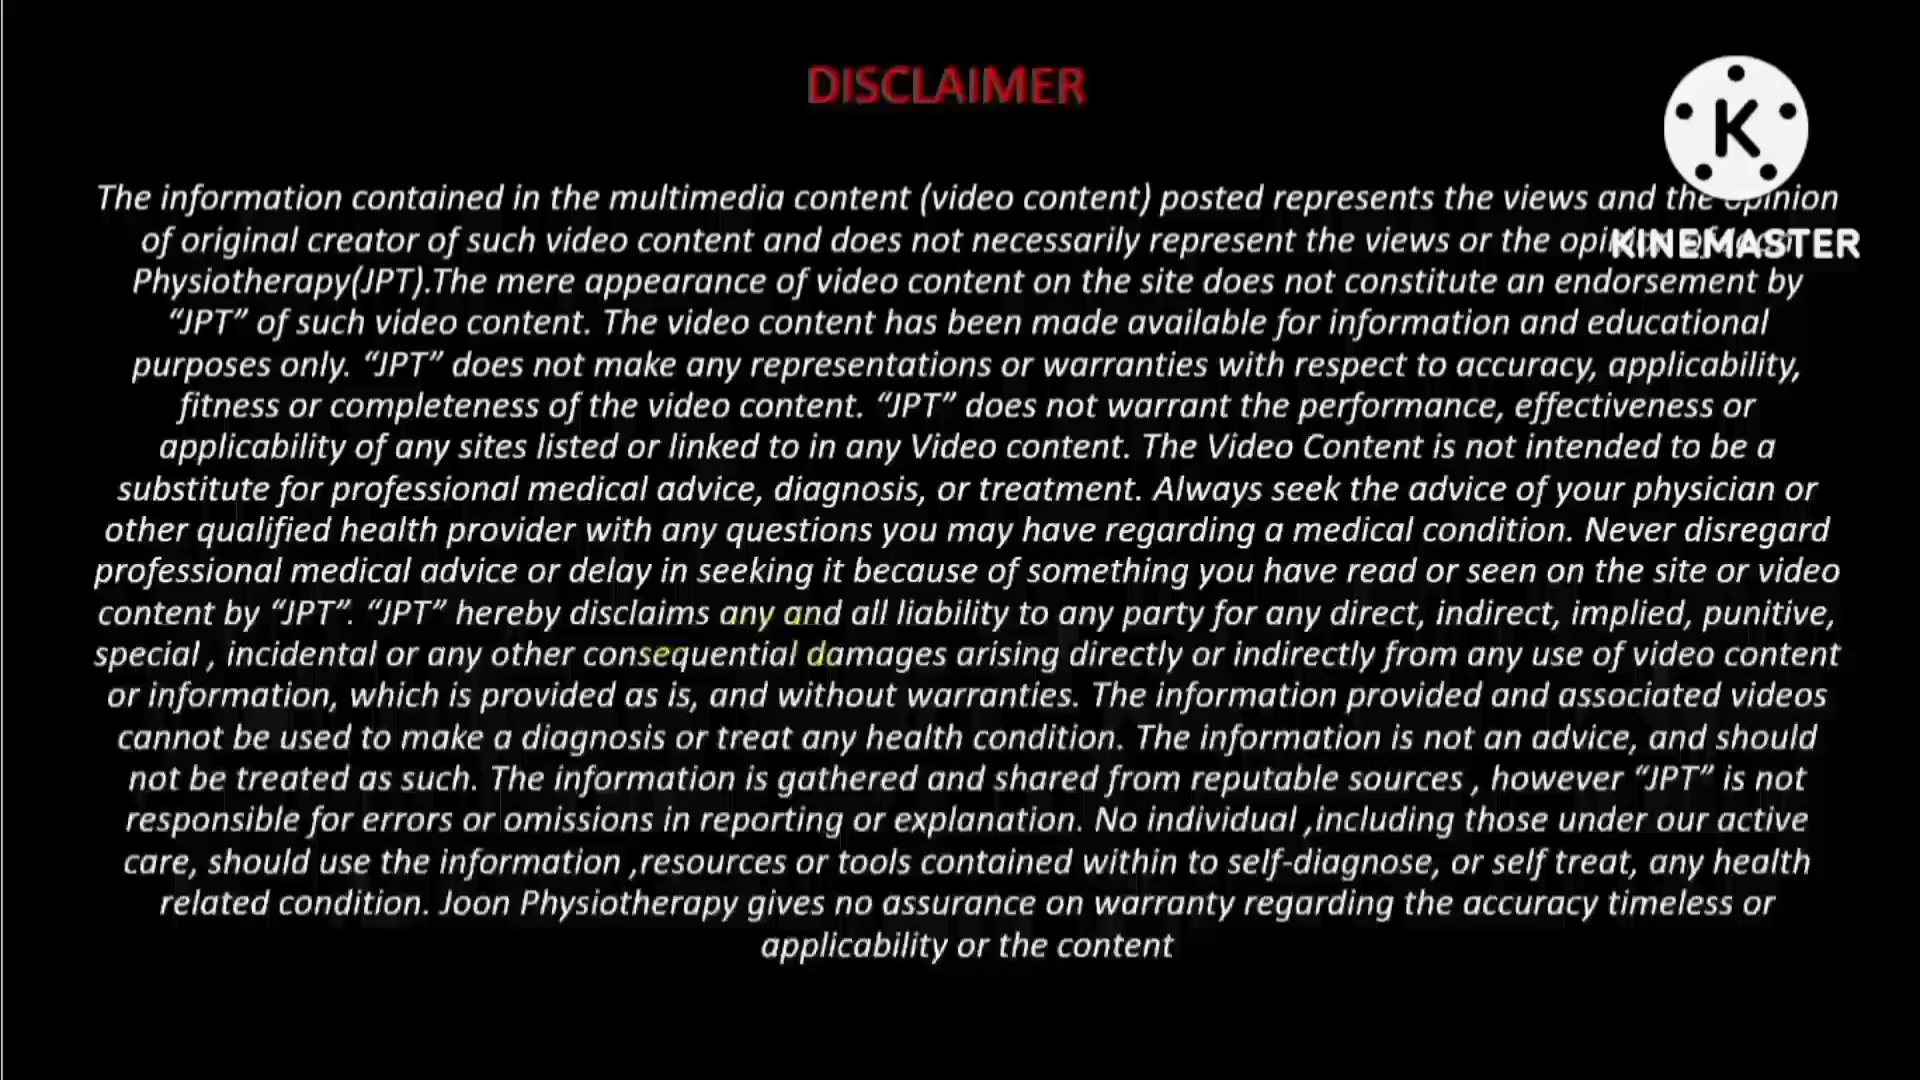 DISCLAIMER
K
KINEMASTER
The information contained in the multimedia content (video content) posted represents the views and the opinion
of original creator of such video content and does not necessarily represent the views or the
Physiotherapy(JPT).The mere appearance of video content on the site does not constitute an endorsement by
“JPT” of such video content. The video content has been made available for information and educational
purposes only. “JPT” does not make any representations or warranties with respect to accuracy, applicability,
fitness or completeness of the video content. “JPT” does not warrant the performance, effectiveness or
applicability of any sites listed or linked to in any Video content. The Video Content is not intended to be a
substitute for professional medical advice, diagnosis, or treatment. Always seek the advice of your physician or
other qualified health provider with any questions you may have regarding a medical condition. Never disregard
professional medical advice or delay in seeking it because of something you have read or seen on the site or video
content by “JPT”. “JPT” hereby disclaims any and all liability to any party for any direct, indirect, implied, punitive,
special , incidental or any other consequential damages arising directly or indirectly from any use of video content
or information, which is provided as is, and without warranties. The information provided and associated videos
cannot be used to make a diagnosis or treat any health condition. The information is not an advice, and should
not be treated as such. The information is gathered and shared from reputable sources , however “JPT” is not
responsible for errors or omissions in reporting or explanation. No individual ,including those under our active
care, should use the information ,resources or tools contained within to self-diagnose, or self treat, any health
related condition. Joon Physiotherapy gives no assurance on warranty regarding the accuracy timeless or
applicability or the content